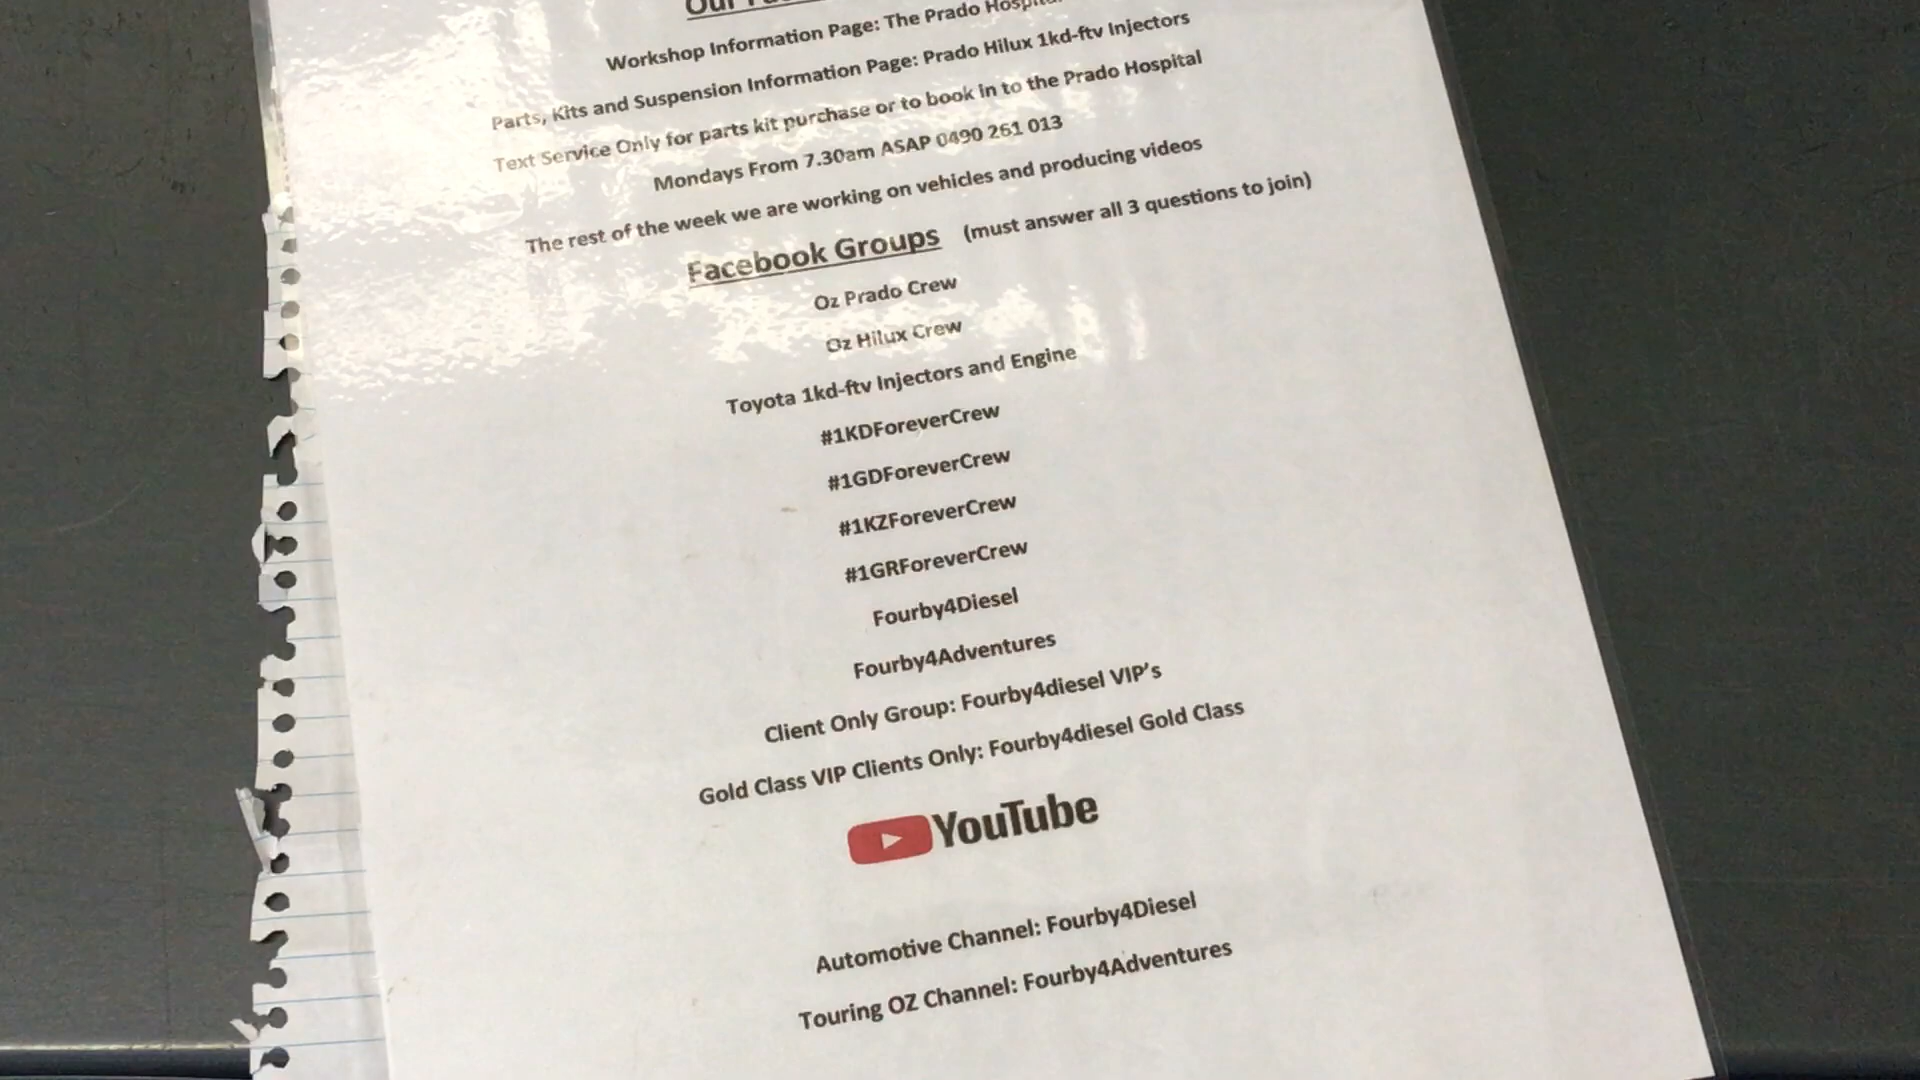 Our
Workshop Information Page: The Prado Hospital
Parts, Kits and Suspension Information Page: Prado Hilux 1kd-ftv Injectors
Text Service Only for parts kit purchase or to book in to the Prado Hospital
Mondays From 7.30am ASAP 0490 261 013
The rest of the week we are working on vehicles and producing videos
Facebook Groups (must answer all 3 questions to join)
Oz Prado Crew
Oz Hilux Crew
Toyota 1kd-ftv Injectors and Engine
#1KDForeverCrew
#1GDForeverCrew
#1KZForeverCrew
#1GRForeverCrew
Fourby4Diesel
Fourby4Adventures
Client Only Group: Fourby4diesel VIP's
Gold Class VIP Clients Only: Fourby4diesel Gold Class
YouTube
Automotive Channel: Fourby4Diesel
Touring OZ Channel: Fourby4Adventures